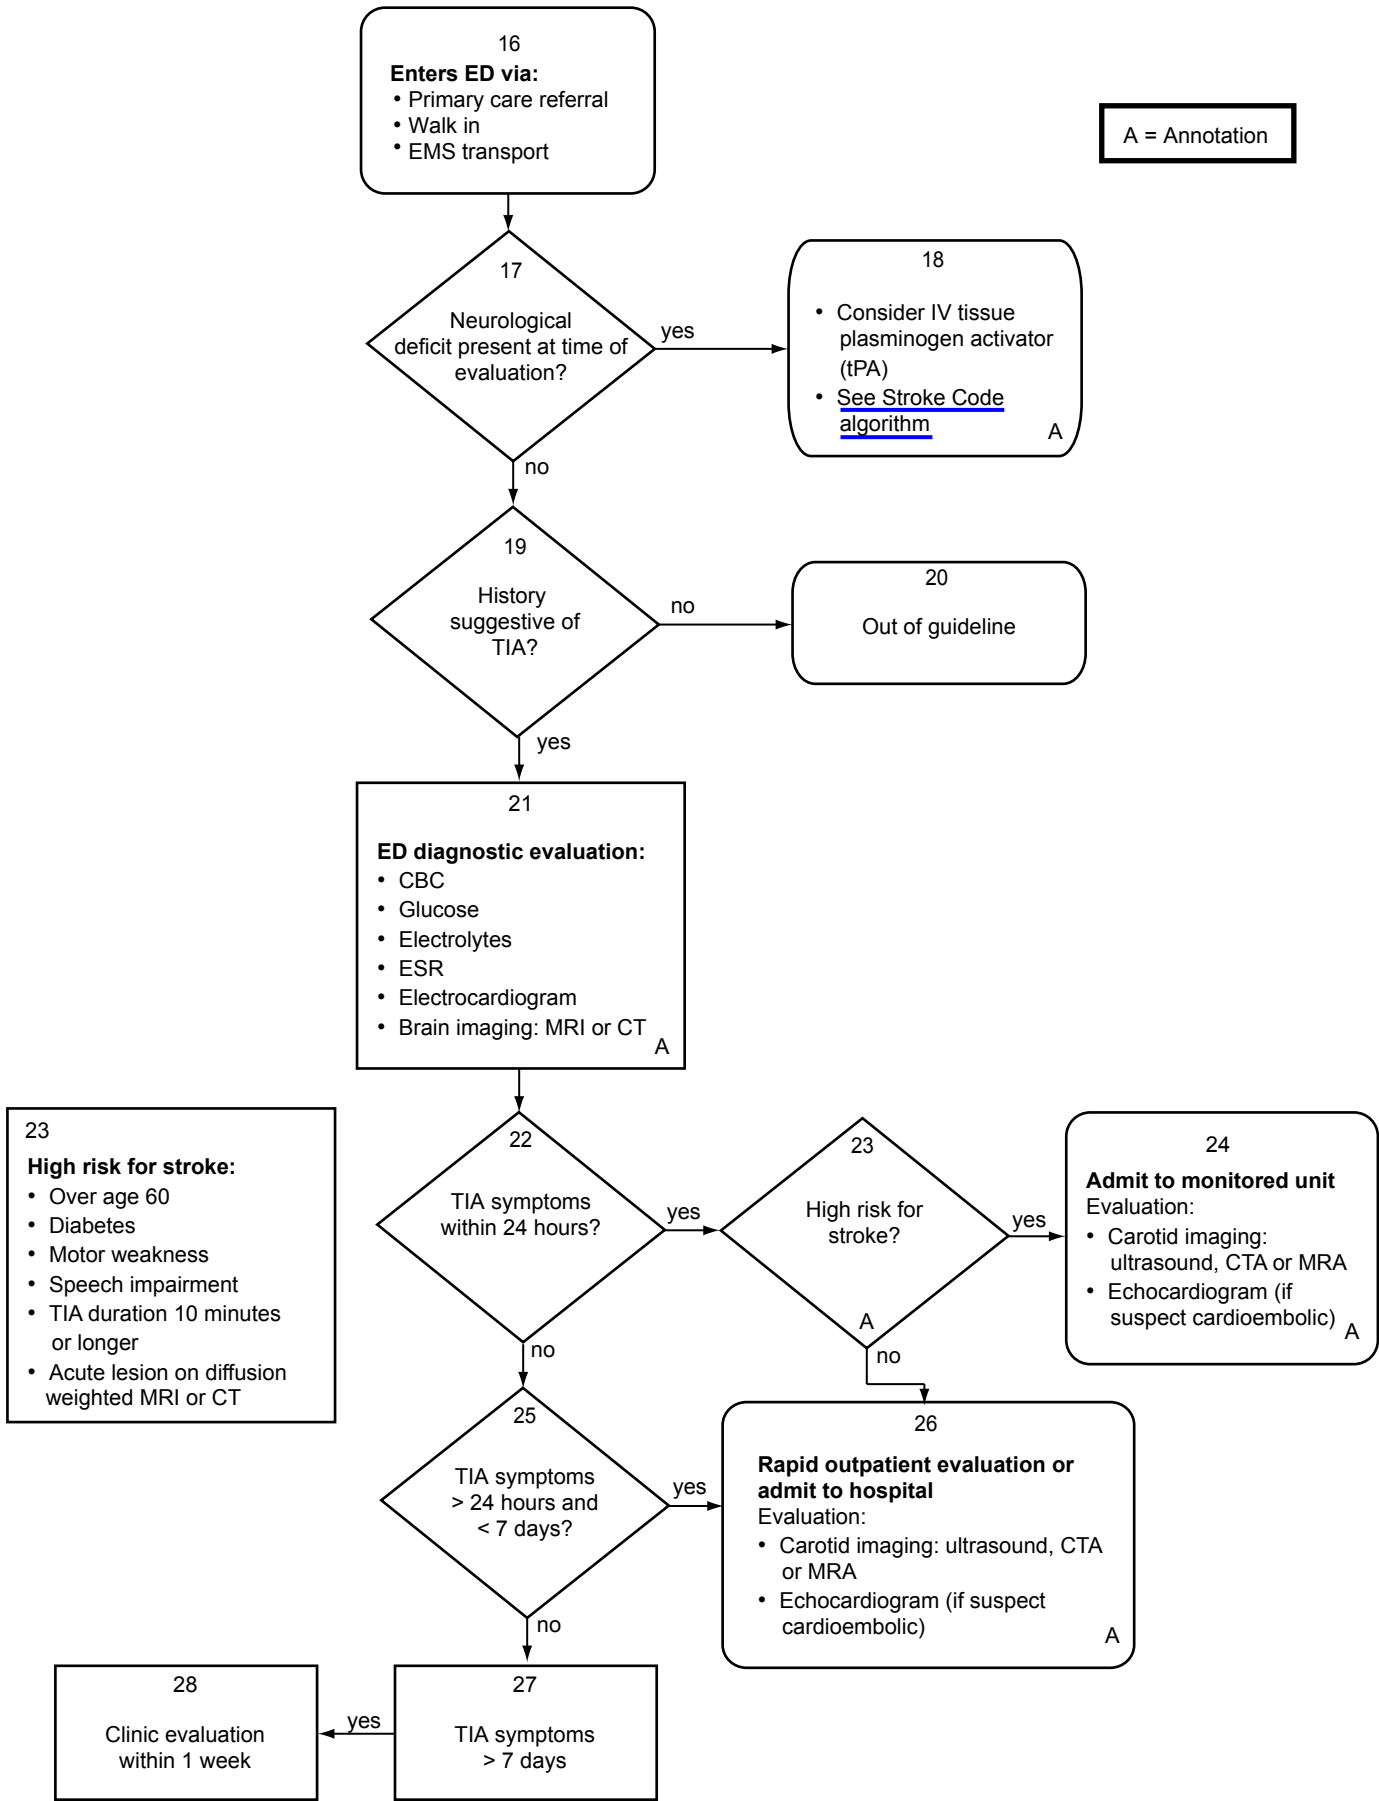 16
Enters ED via:
• Primary care referral
• Walk in
• EMS transport
A = Annotation
17
Neurological
deficit present at time of
evaluation?
yes
18
• Consider IV tissue
plasminogen activator
(tPA)
• See Stroke Code
algorithm
A
no
19
History
suggestive of
TIA?
no
20
Out of guideline
yes
21
ED diagnostic evaluation:
• CBC
• Glucose
• Electrolytes
• ESR
• Electrocardiogram
• Brain imaging: MRI or CT
A
23
High risk for stroke:
• Over age 60
• Diabetes
• Motor weakness
• Speech impairment
• TIA duration 10 minutes
or longer
• Acute lesion on diffusion
weighted MRI or CT
22
TIA symptoms
within 24 hours?
yes
23
High risk for
stroke?
A
yes
24
Admit to monitored unit
Evaluation:
• Carotid imaging:
ultrasound, CTA or MRA
• Echocardiogram (if
suspect cardioembolic)
A
no
no
25
TIA symptoms
> 24 hours and
< 7 days?
yes
26
Rapid outpatient evaluation or
admit to hospital
Evaluation:
• Carotid imaging: ultrasound, CTA
or MRA
• Echocardiogram (if suspect
cardioembolic)
A
no
28
Clinic evaluation
within 1 week
yes
27
TIA symptoms
> 7 days